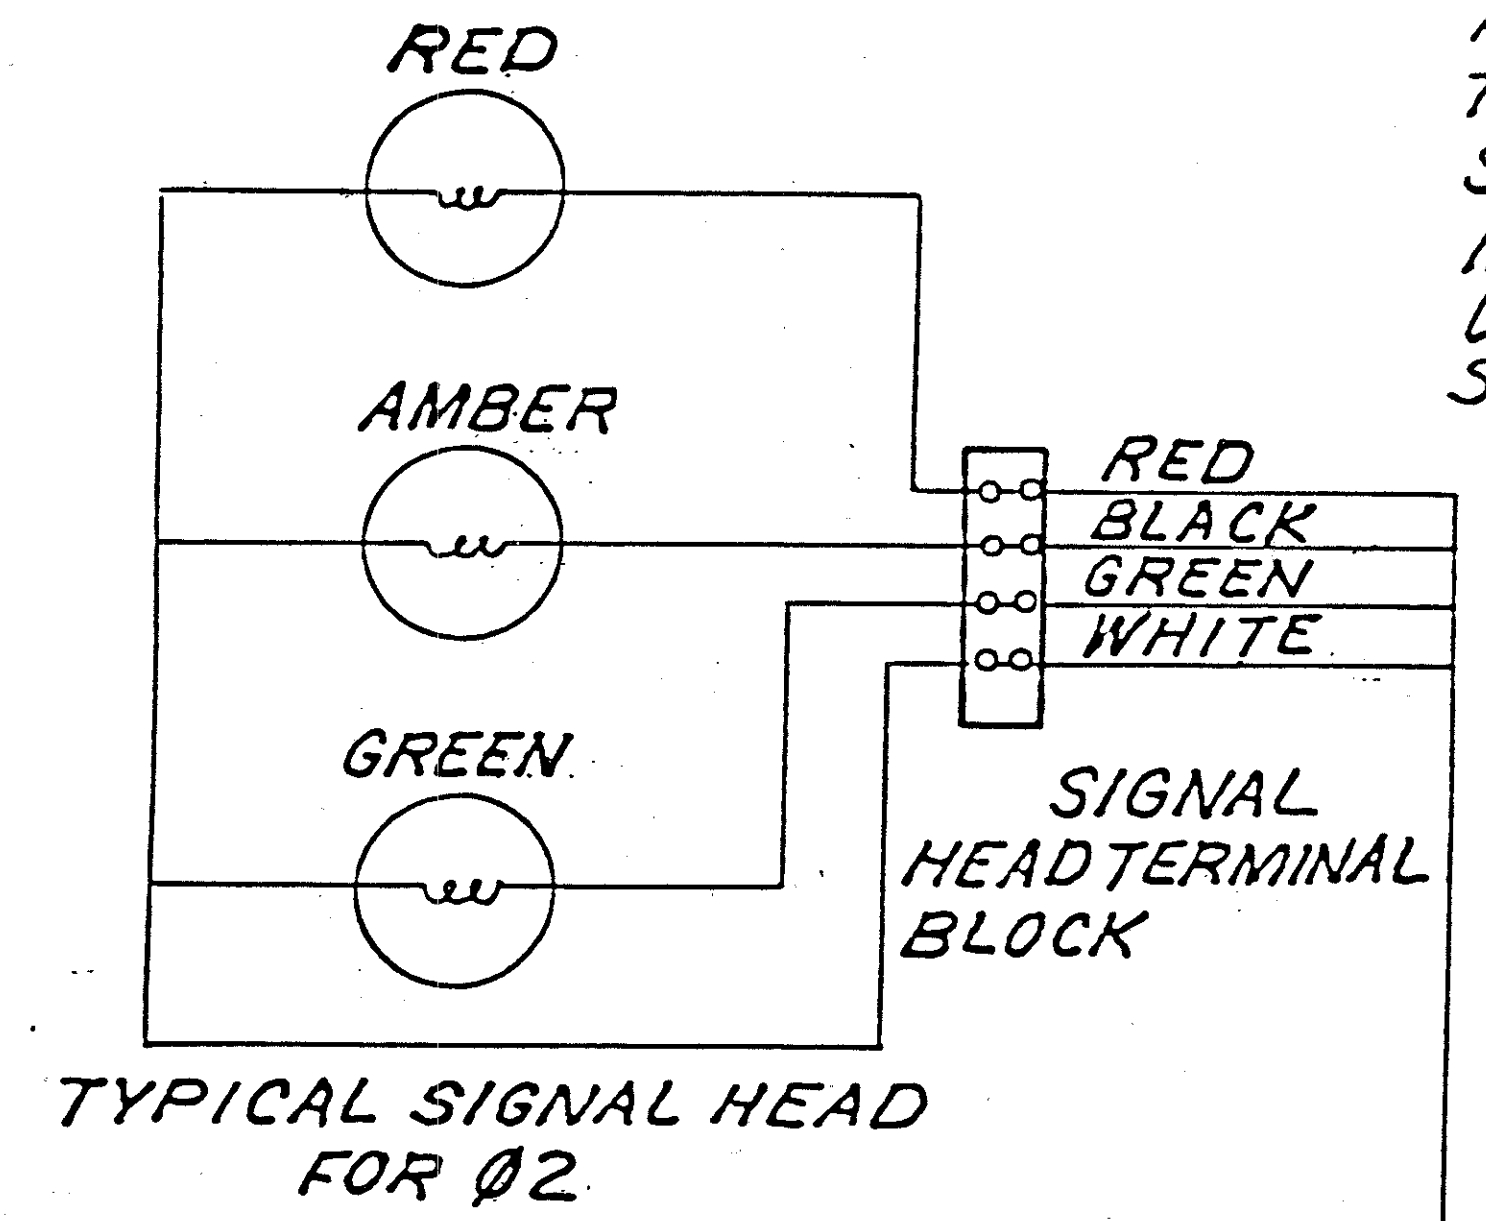 RED
AMBER
GREEN
RED
BLACK
GREEN
WHITE
SIGNAL
HEAD TERMINAL
BLOCK
TYPICAL SIGNAL HEAD
FOR Ø2